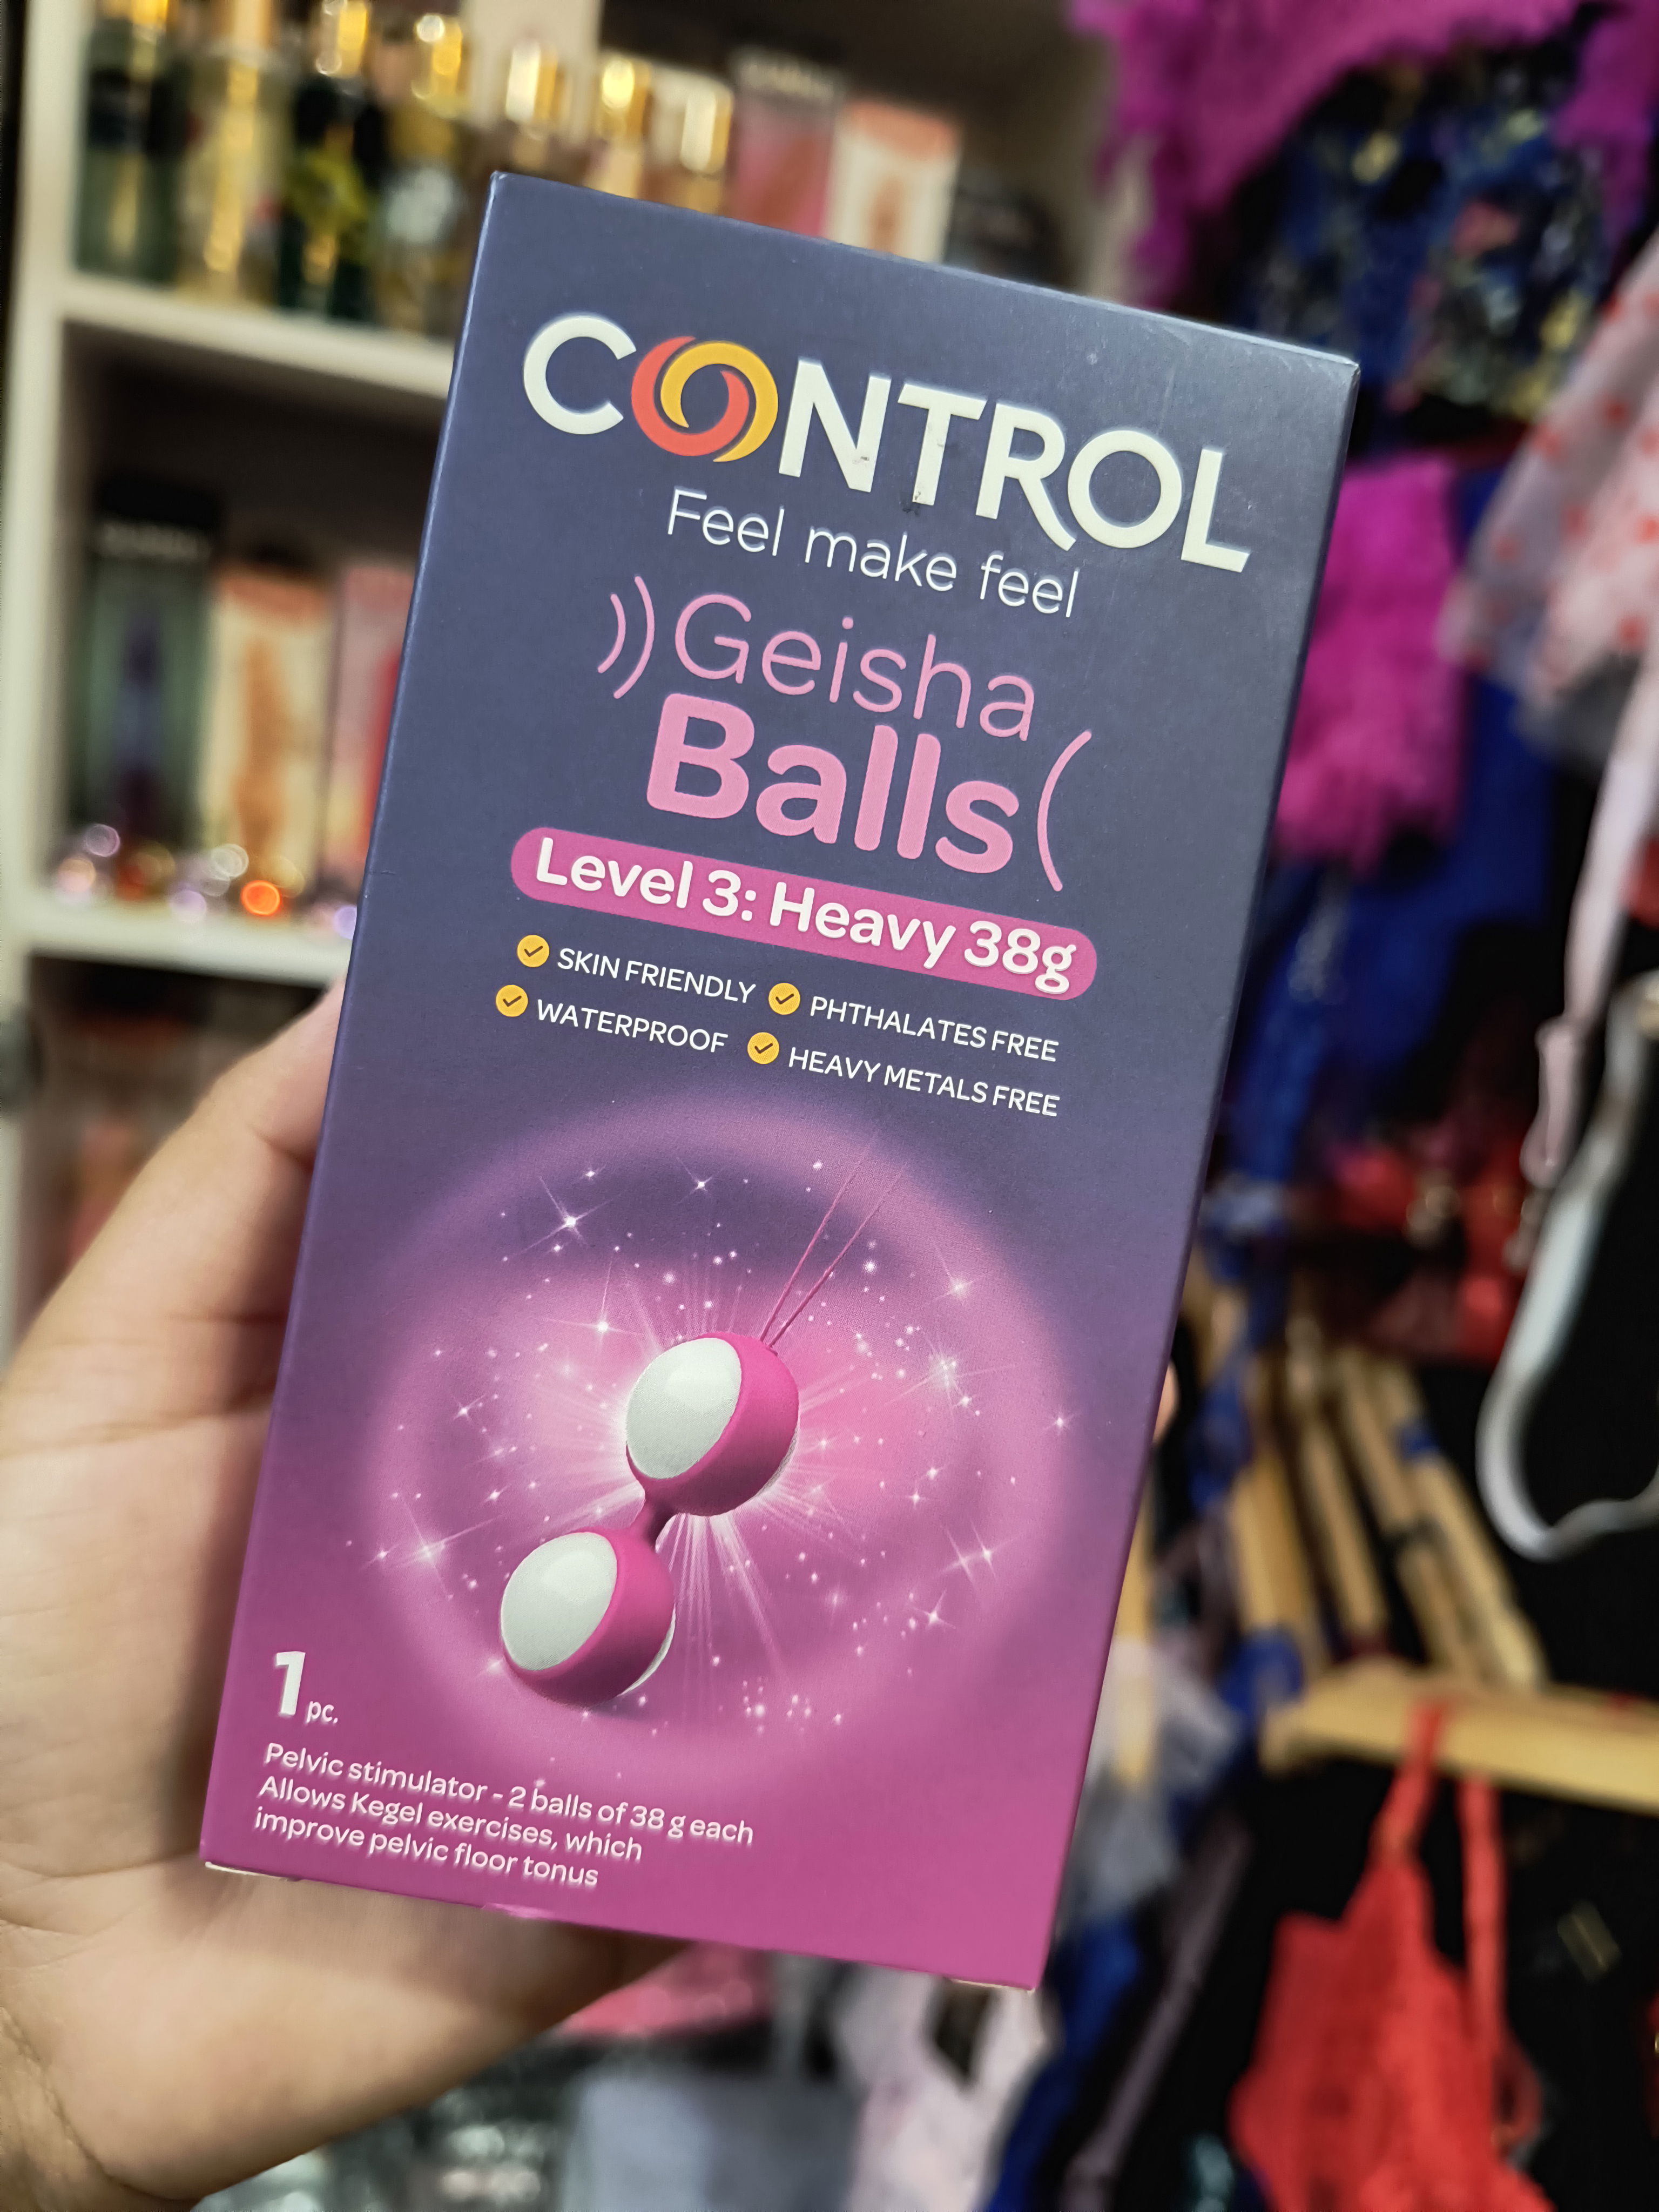 CONTROL
Feel make feel
Geisha
Balls
Level 3: Heavy 38g
SKIN FRIENDLY PHTHALATES FREE
WATERPROOF HEAVY METALS FREE
1 pc.
Pelvic stimulator - 2 balls of 38 g each
Allows Kegel exercises, which
improve pelvic floor tonus